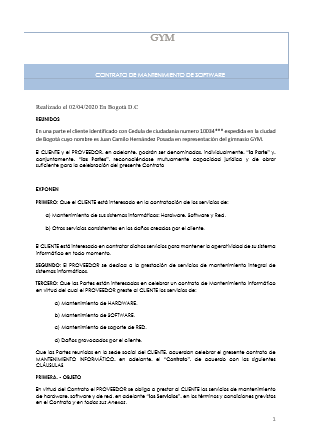 GYM
CONTRATO DE MANTENIMIENTO DE SOFTWARE
Realizado el 02/04/2020 En Bogotá D.C
REUNIDOS
En una parte el cliente identificado con Cedula de ciudadanía numero 10034*** expedida en la ciudad
de Bogotá cuyo nombre es Juan Camilo Hernández Posada en representación del gimnasio GYM.
El CLIENTE y el PROVEEDOR, en adelante, podrán ser denominadas, individualmente, "la Parte" y,
conjuntamente, "las Partes", reconociéndose mutuamente capacidad jurídica y de obrar
suficiente para la celebración del presente Contrato
EXPONEN
PRIMERO: Que el CLIENTE está interesado en la contratación de los servicios de:
a) Mantenimiento de sus sistemas informáticos: Hardware, Software y Red.
b) Otros servicios consistentes en los daños creados por el cliente.
El CLIENTE está interesado en contratar dichos servicios para mantener la operatividad de su sistema
informático en todo momento.
SEGUNDO: El PROVEEDOR se dedica a la prestación de servicios de mantenimiento integral de
sistemas informáticos.
TERCERO: Que las Partes están interesadas en celebrar un contrato de Mantenimiento informático
en virtud del cual el PROVEEDOR preste al CLIENTE los servicios de:
a) Mantenimiento de HARDWARE.
b) Mantenimiento de SOFTWARE.
c) Mantenimiento de soporte de RED.
d) Daños provocados por el cliente.
Que las Partes reunidas en la sede social del CLIENTE, acuerdan celebrar el presente contrato de
MANTENIMIENTO INFORMÁTICO, en adelante, el "Contrato", de acuerdo con las siguientes
CLÁUSULAS
PRIMERA. - OBJETO
En virtud del Contrato el PROVEEDOR se obliga a prestar al CLIENTE los servicios de mantenimiento
de hardware, software y de red, en adelante "los Servicios", en los términos y condiciones previstos
en el Contrato y en todos sus Anexos.
1